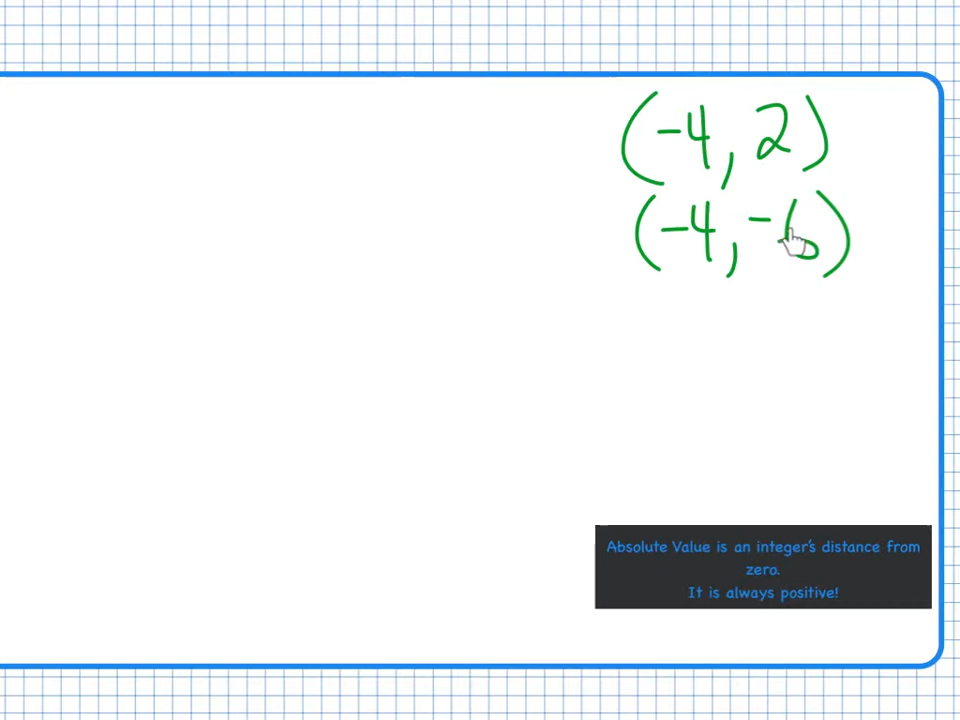 (-4, 2)
(-4, -6)
Absolute Value is an integer's distance from
zero.
It is always positive!